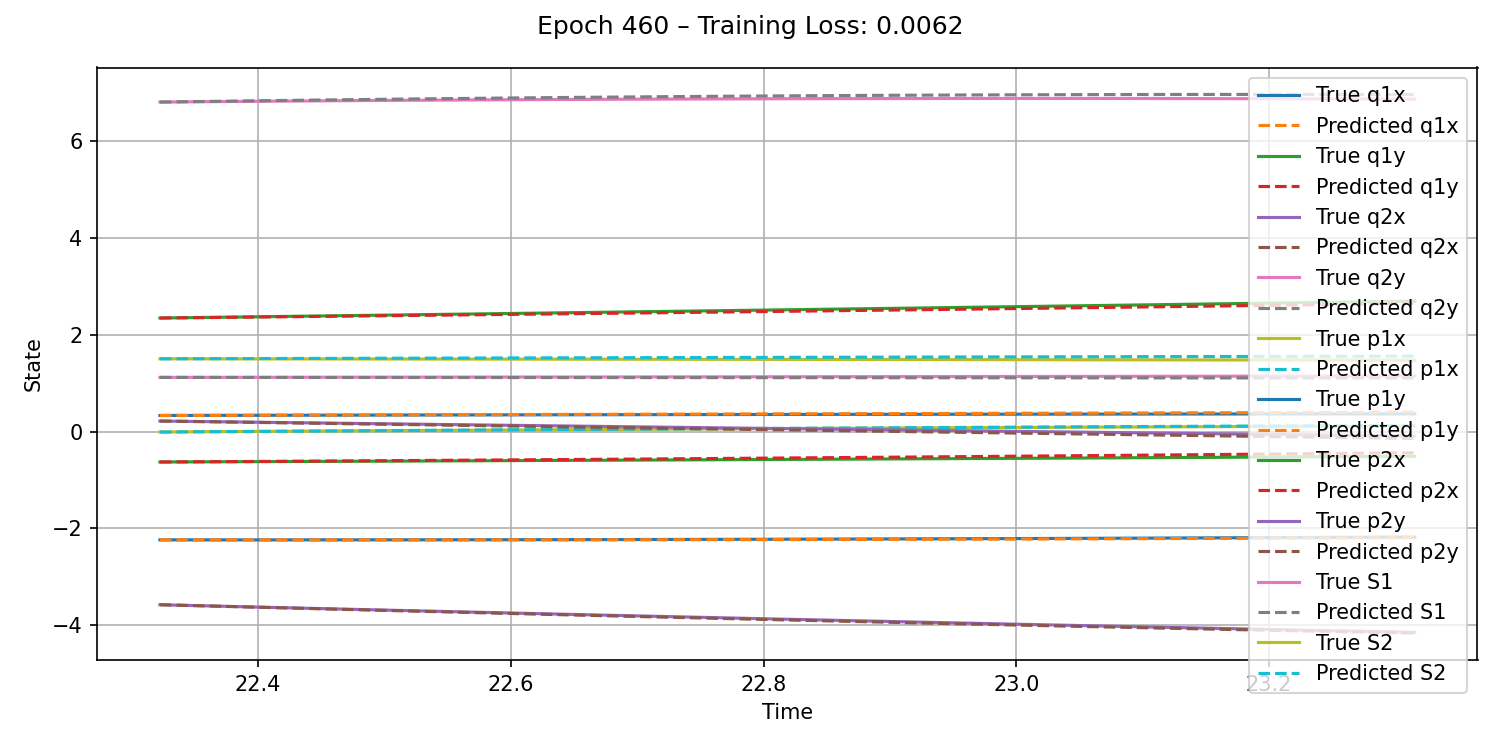 Epoch 460 – Training Loss: 0.0062
State
6
4
2
0
−2
−4
True q1x
Predicted q1x
True q1y
Predicted q1y
True q2x
Predicted q2x
True q2y
Predicted q2y
True p1x
Predicted p1x
True p1y
Predicted p1y
True p2x
Predicted p2x
True p2y
Predicted p2y
True S1
Predicted S1
True S2
Predicted S2
22.4 22.6 22.8 23.0 23.2
Time